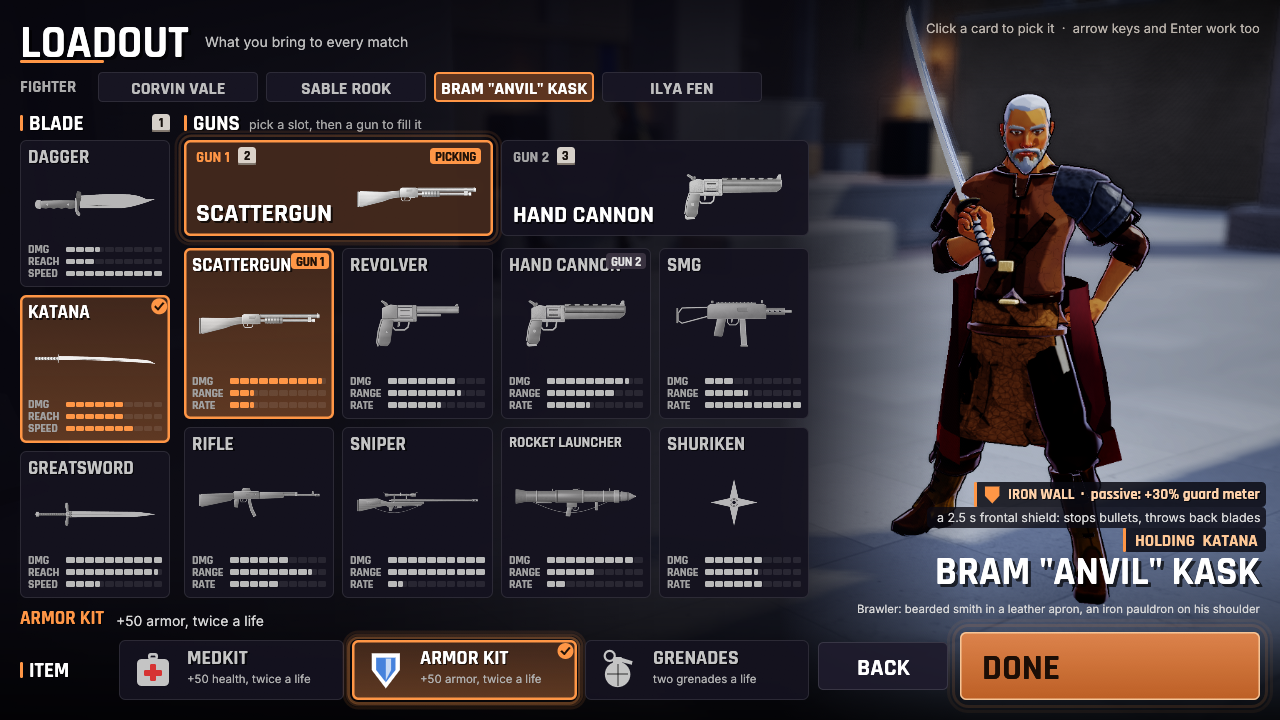 LOADOUT
What you bring to every match
Click a card to pick it · arrow keys and Enter work too
FIGHTER
CORVIN VALE
SABLE ROOK
BRAM "ANVIL" KASK
ILYA FEN
BLADE
1
GUNS
pick a slot, then a gun to fill it
DAGGER
DMG
REACH
SPEED
KATANA
DMG
REACH
SPEED
GREATSWORD
DMG
REACH
SPEED
GUN 1
2
PICKING
SCATTERGUN
GUN 2
3
HAND CANNON
SCATTERGUN
GUN 1
DMG
RANGE
RATE
REVOLVER
DMG
RANGE
RATE
HAND CANNON
GUN 2
DMG
RANGE
RATE
SMG
DMG
RANGE
RATE
RIFLE
DMG
RANGE
RATE
SNIPER
DMG
RANGE
RATE
ROCKET LAUNCHER
DMG
RANGE
RATE
SHURIKEN
DMG
RANGE
RATE
IRON WALL · passive: +30% guard meter
a 2.5 s frontal shield: stops bullets, throws back blades
HOLDING KATANA
BRAM "ANVIL" KASK
Brawler: bearded smith in a leather apron, an iron pauldron on his shoulder
ARMOR KIT
+50 armor, twice a life
ITEM
MEDKIT
+50 health, twice a life
ARMOR KIT
+50 armor, twice a life
GRENADES
two grenades a life
BACK
DONE